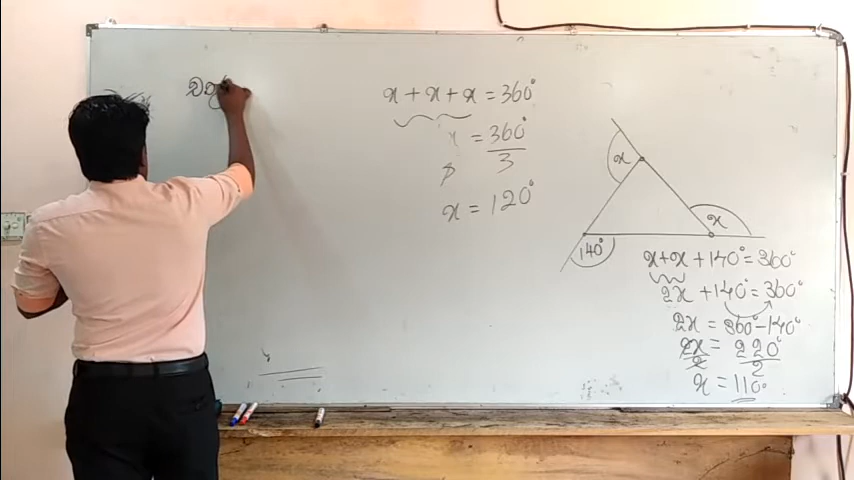 x + x + x = 360°
x = 360°
3
x = 120°
x
x
140°
x+x + 140° = 360°
2x + 140° = 360°
2x = 360° - 140°
2x = 220°
2 2
x = 110°